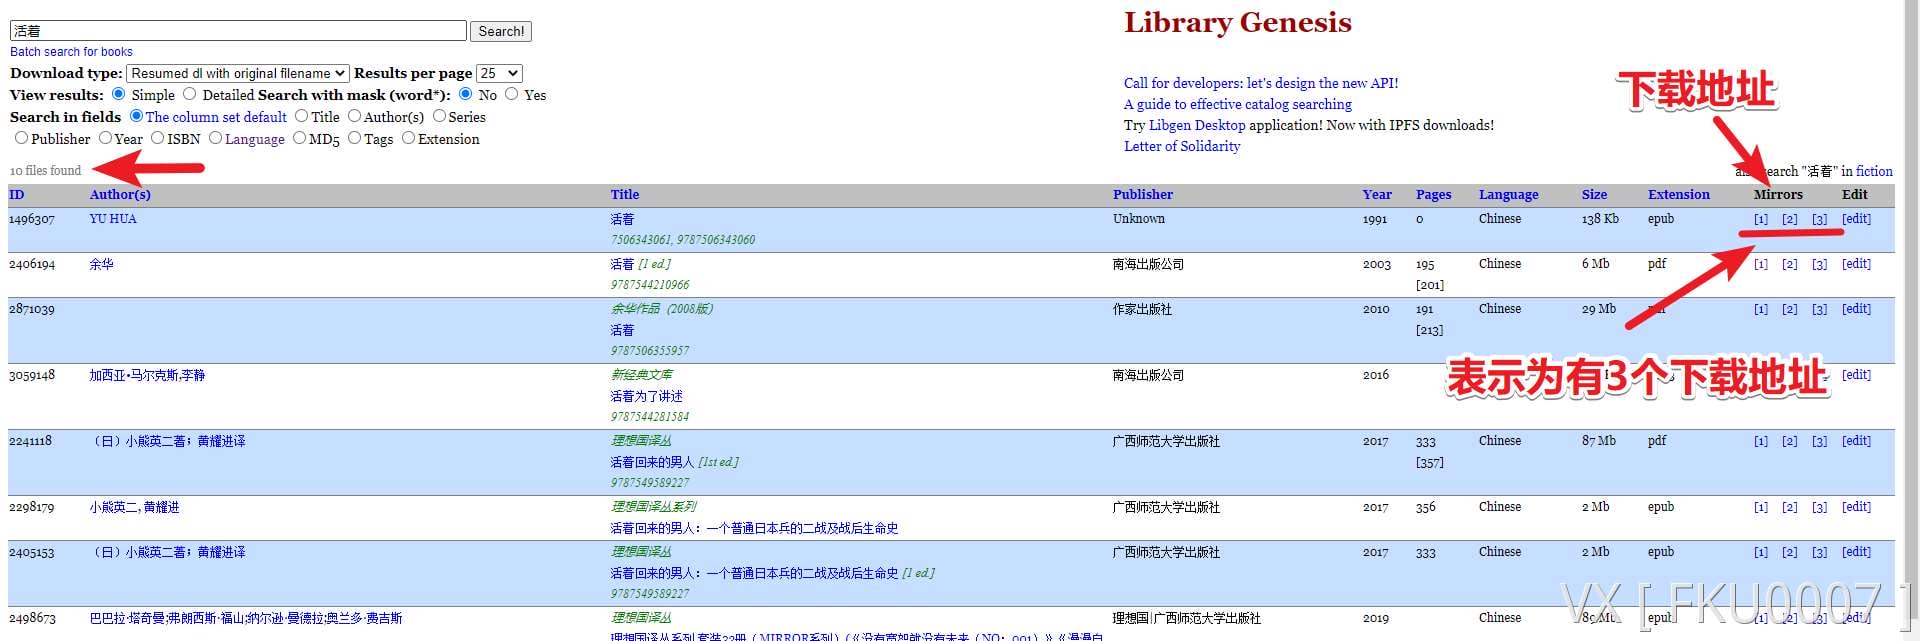 Library Genesis
活着 Search!
Batch search for books
Download type: Resumed dl with original filename Results per page 25
View results: Simple Detailed Search with mask (word*): No Yes
Search in fields The column set default Title Author(s) Series
Publisher Year ISBN Language MD5 Tags Extension
Call for developers: let's design the new API!
A guide to effective catalog searching
Try Libgen Desktop application! Now with IPFS downloads!
Letter of Solidarity
下载地址
10 files found
search "活着" in fiction
ID Author(s) Title Publisher Year Pages Language Size Extension Mirrors Edit
1496307 YU HUA 活着 Unknown 1991 0 Chinese 138 Kb epub [1] [2] [3] [edit]
7506343061, 9787506343060
2406194 余华 活着 [1 ed.] 南海出版公司 2003 195 Chinese 6 Mb pdf [1] [2] [3] [edit]
9787544210966 [201]
2871039 余华作品（2008版） 作家出版社 2010 191 Chinese 29 Mb [1] [2] [3] [edit]
活着 [213]
9787506355957
3059148 加西亚·马尔克斯,李静 新经典文库 南海出版公司 2016 [edit]
活着为了讲述
9787544281584
表示为有3个下载地址
2241118 （日）小熊英二著；黄耀进译 理想国译丛 广西师范大学出版社 2017 333 Chinese 87 Mb pdf [1] [2] [3] [edit]
活着回来的男人 [1st ed.] [357]
9787549589227
2298179 小熊英二, 黄耀进 理想国译丛系列 广西师范大学出版社 2017 356 Chinese 2 Mb epub [1] [2] [3] [edit]
活着回来的男人：一个普通日本兵的二战及战后生命史
2405153 （日）小熊英二著；黄耀进译 理想国译丛 广西师范大学出版社 2017 333 Chinese 2 Mb epub [1] [2] [3] [edit]
活着回来的男人：一个普通日本兵的二战及战后生命史 [1 ed.]
9787549589227
2498673 巴巴拉·塔奇曼;弗朗西斯·福山;纳尔逊·曼德拉;奥兰多·费吉斯 理想国译丛 理想国|广西师范大学出版社 2019 Chinese 89 Mb epub [1] [2] [3] [edit]
理想国译丛系列 套装33册（MIRROR系列）（《没有宽恕就没有未来（NO：001）》《漫漫自
VX [ FKU0007 ]